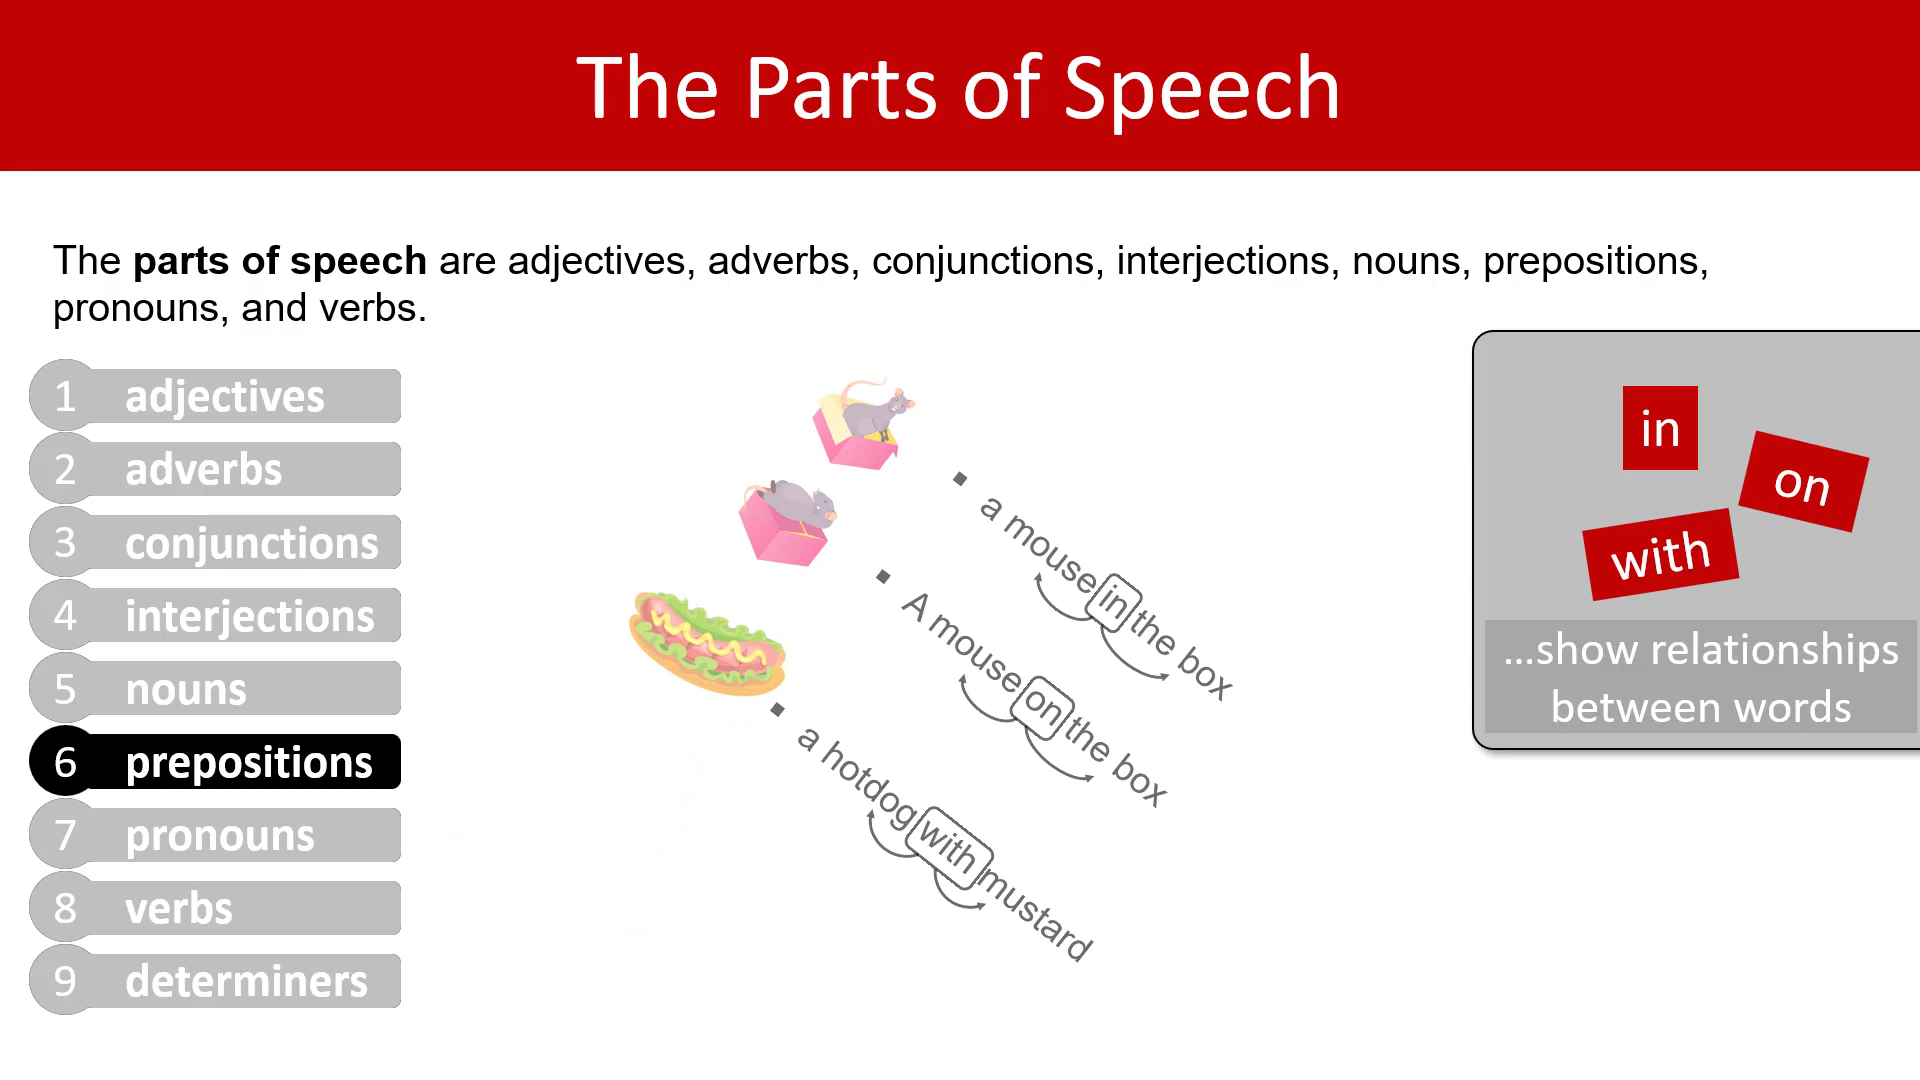 The Parts of Speech
The parts of speech are adjectives, adverbs, conjunctions, interjections, nouns, prepositions,
pronouns, and verbs.
1 adjectives
2 adverbs
3 conjunctions
4 interjections
5 nouns
6 prepositions
7 pronouns
8 verbs
9 determiners
▪ a mouse in the box
▪ A mouse on the box
▪ a hotdog with mustard
in
on
with
...show relationships
between words